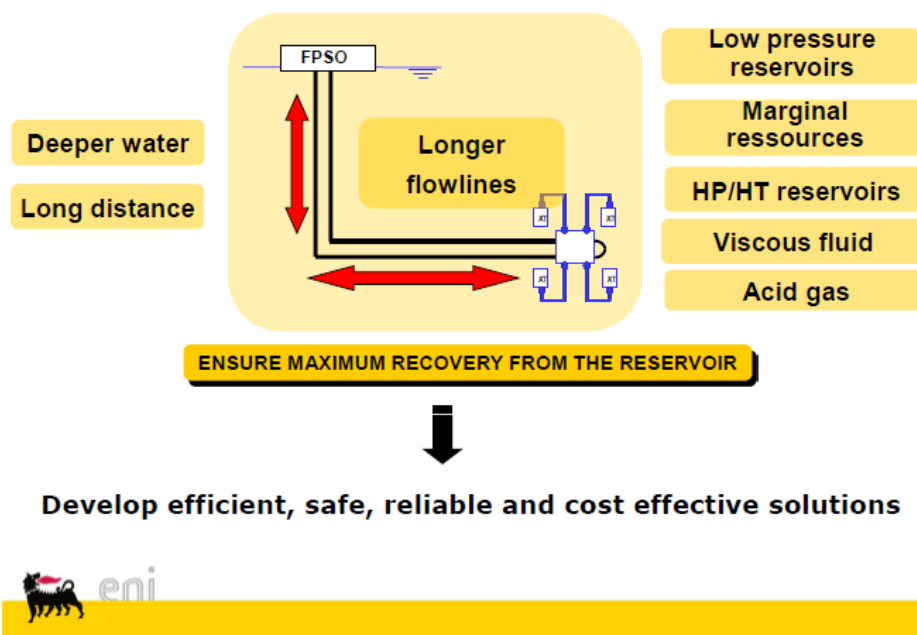 FPSO
Deeper water
Long distance
Longer
flowlines
XT
XT
XT
XT
Low pressure
reservoirs
Marginal
ressources
HP/HT reservoirs
Viscous fluid
Acid gas
ENSURE MAXIMUM RECOVERY FROM THE RESERVOIR
Develop efficient, safe, reliable and cost effective solutions
eni